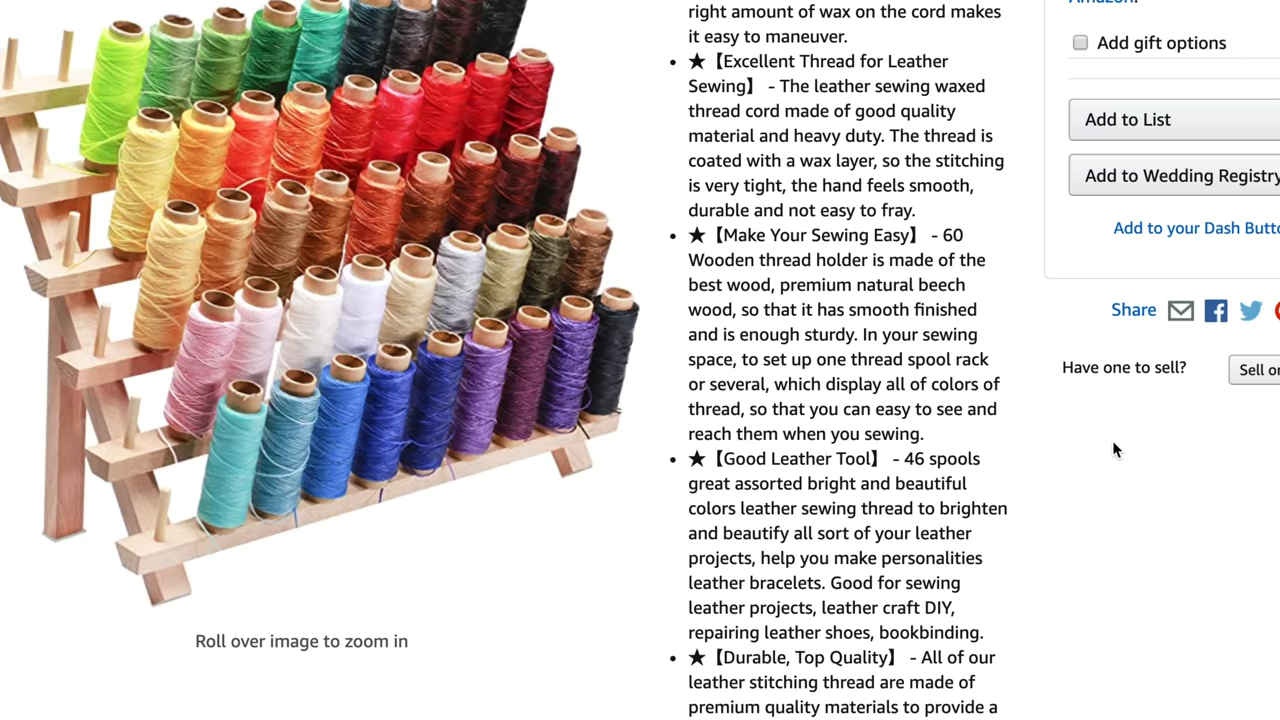 right amount of wax on the cord makes
it easy to maneuver.
★【Excellent Thread for Leather
Sewing】 - The leather sewing waxed
thread cord made of good quality
material and heavy duty. The thread is
coated with a wax layer, so the stitching
is very tight, the hand feels smooth,
durable and not easy to fray.
★【Make Your Sewing Easy】 - 60
Wooden thread holder is made of the
best wood, premium natural beech
wood, so that it has smooth finished
and is enough sturdy. In your sewing
space, to set up one thread spool rack
or several, which display all of colors of
thread, so that you can easy to see and
reach them when you sewing.
★【Good Leather Tool】 - 46 spools
great assorted bright and beautiful
colors leather sewing thread to brighten
and beautify all sort of your leather
projects, help you make personalities
leather bracelets. Good for sewing
leather projects, leather craft DIY,
repairing leather shoes, bookbinding.
★【Durable, Top Quality】 - All of our
leather stitching thread are made of
premium quality materials to provide a
Roll over image to zoom in
Amazon.
Add gift options
Add to List
Add to Wedding Registry
Add to your Dash Butto
Share
Have one to sell?
Sell on